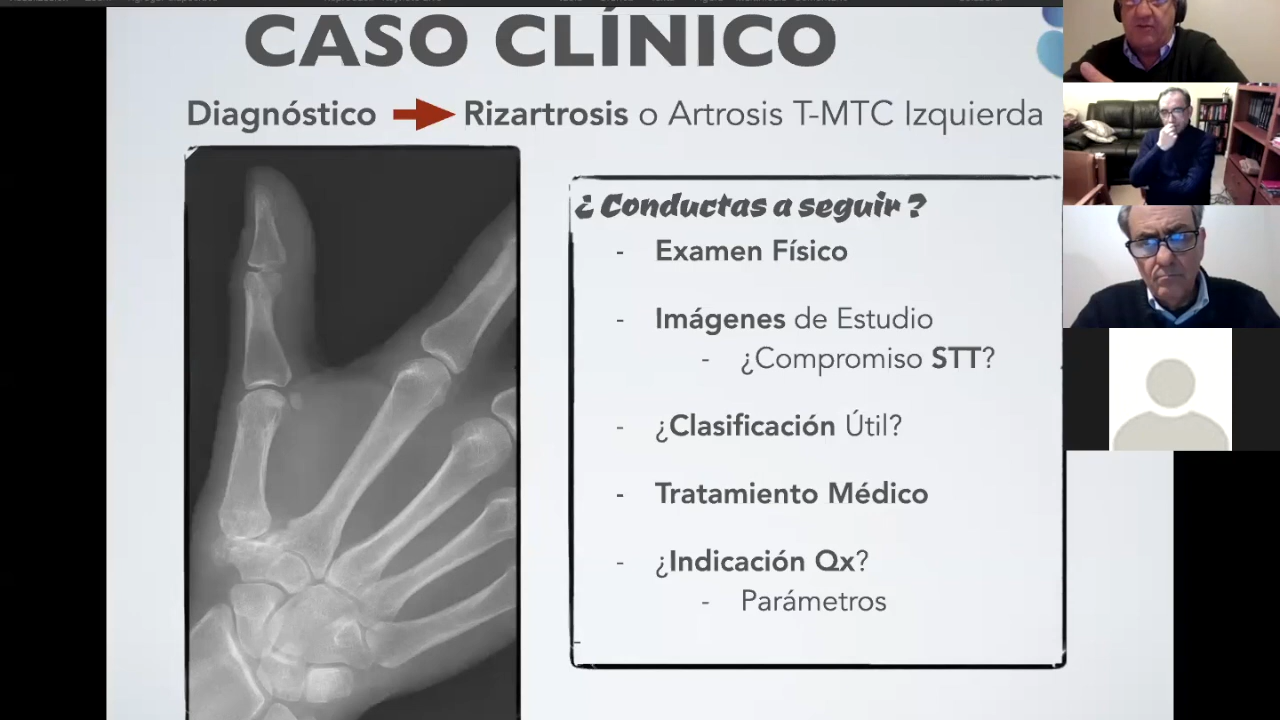 CASO CLÍNICO
Diagnóstico Rizartrosis o Artrosis T-MTC Izquierda
¿ Conductas a seguir ?
- Examen Físico
- Imágenes de Estudio
- ¿Compromiso STT?
- ¿Clasificación Útil?
- Tratamiento Médico
- ¿Indicación Qx?
- Parámetros
-